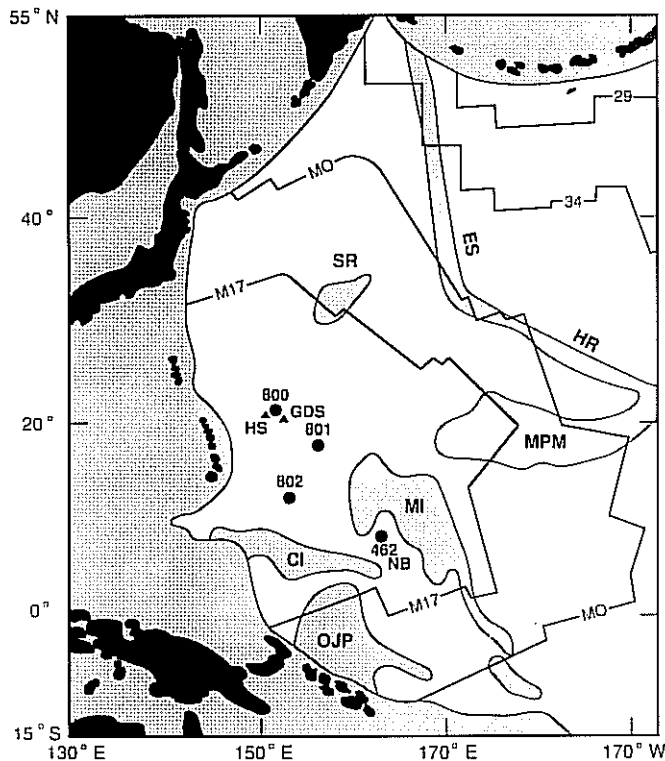 55°N
29
MO
40°
34
ES
SR
M17
HR
800
GDS
HS
801
20°
MPM
802
MI
462
NB
CI
M17
0°
MO
OJP
15°S
130°E
150°E
170°E
170°W